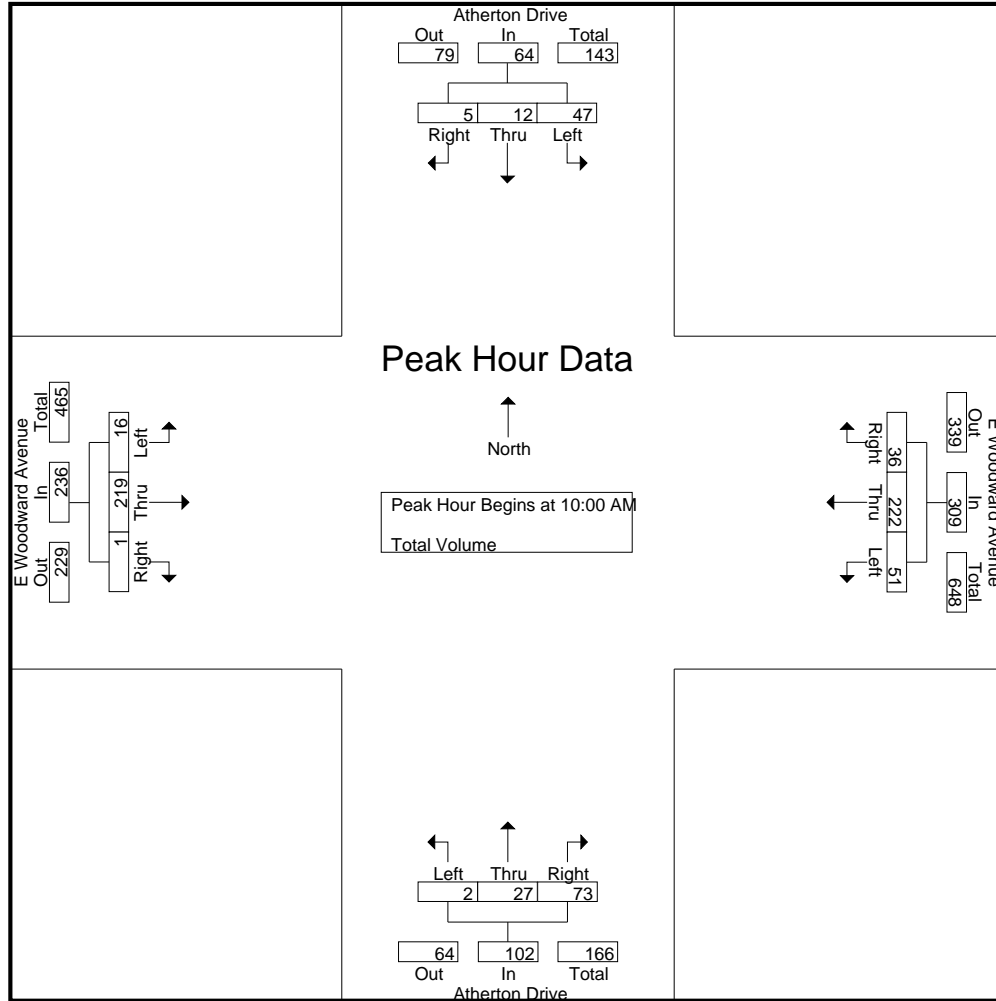 Atherton Drive
Out In Total
79 64 143
5 12 47
Right Thru Left
Peak Hour Data
North
Peak Hour Begins at 10:00 AM
Total Volume
E Woodward Avenue
Out In Total
229 236 465
Left Thru Right
16 219 1
E Woodward Avenue
Out In Total
339 309 648
Right Thru Left
36 222 51
Left Thru Right
2 27 73
64 102 166
Out In Total
Atherton Drive